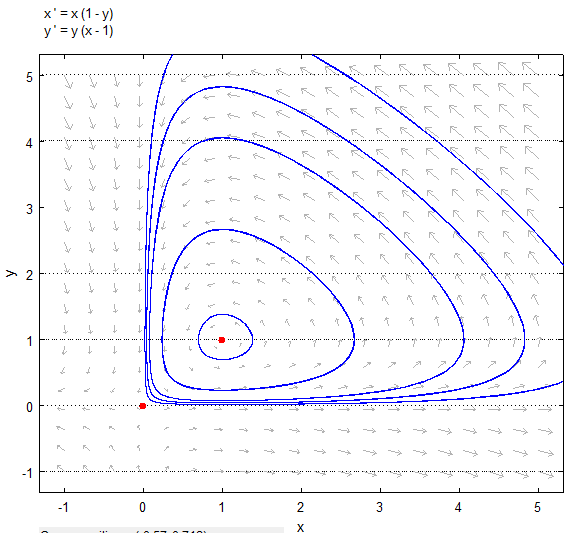 x ' = x (1 - y)
y ' = y (x - 1)
5
4
3
2
1
0
-1
y
-1 0 1 2 3 4 5
x